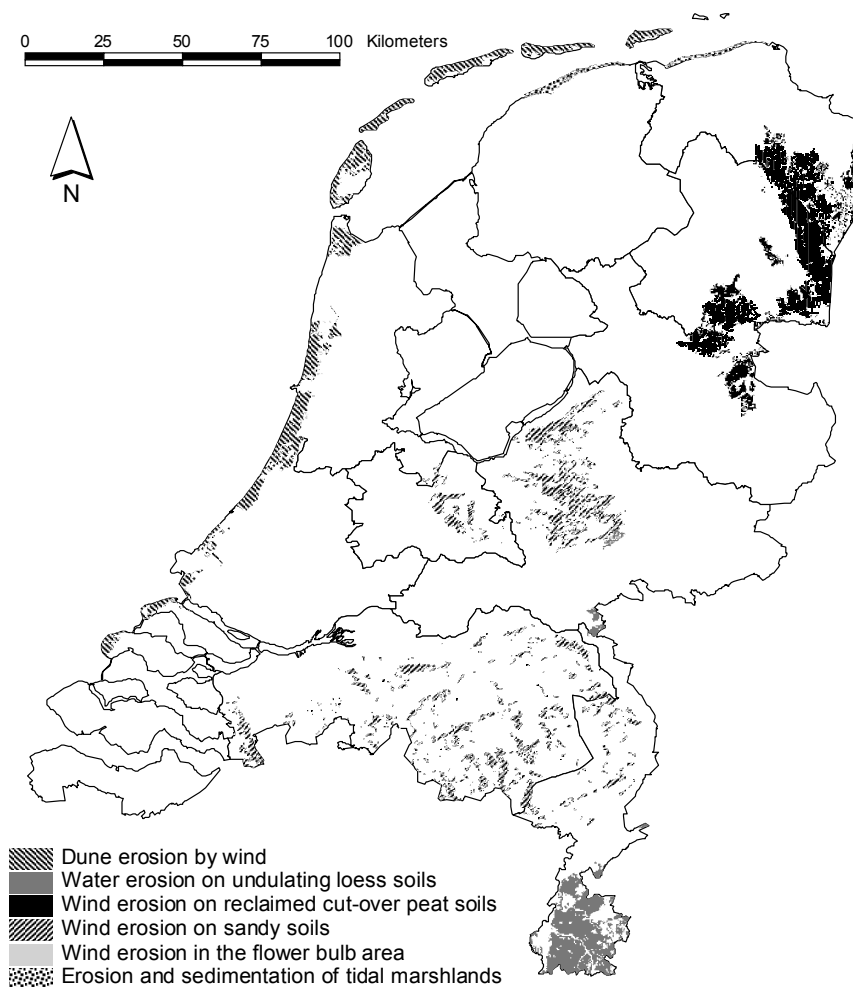 0 25 50 75 100 Kilometers
N
Dune erosion by wind
Water erosion on undulating loess soils
Wind erosion on reclaimed cut-over peat soils
Wind erosion on sandy soils
Wind erosion in the flower bulb area
Erosion and sedimentation of tidal marshlands